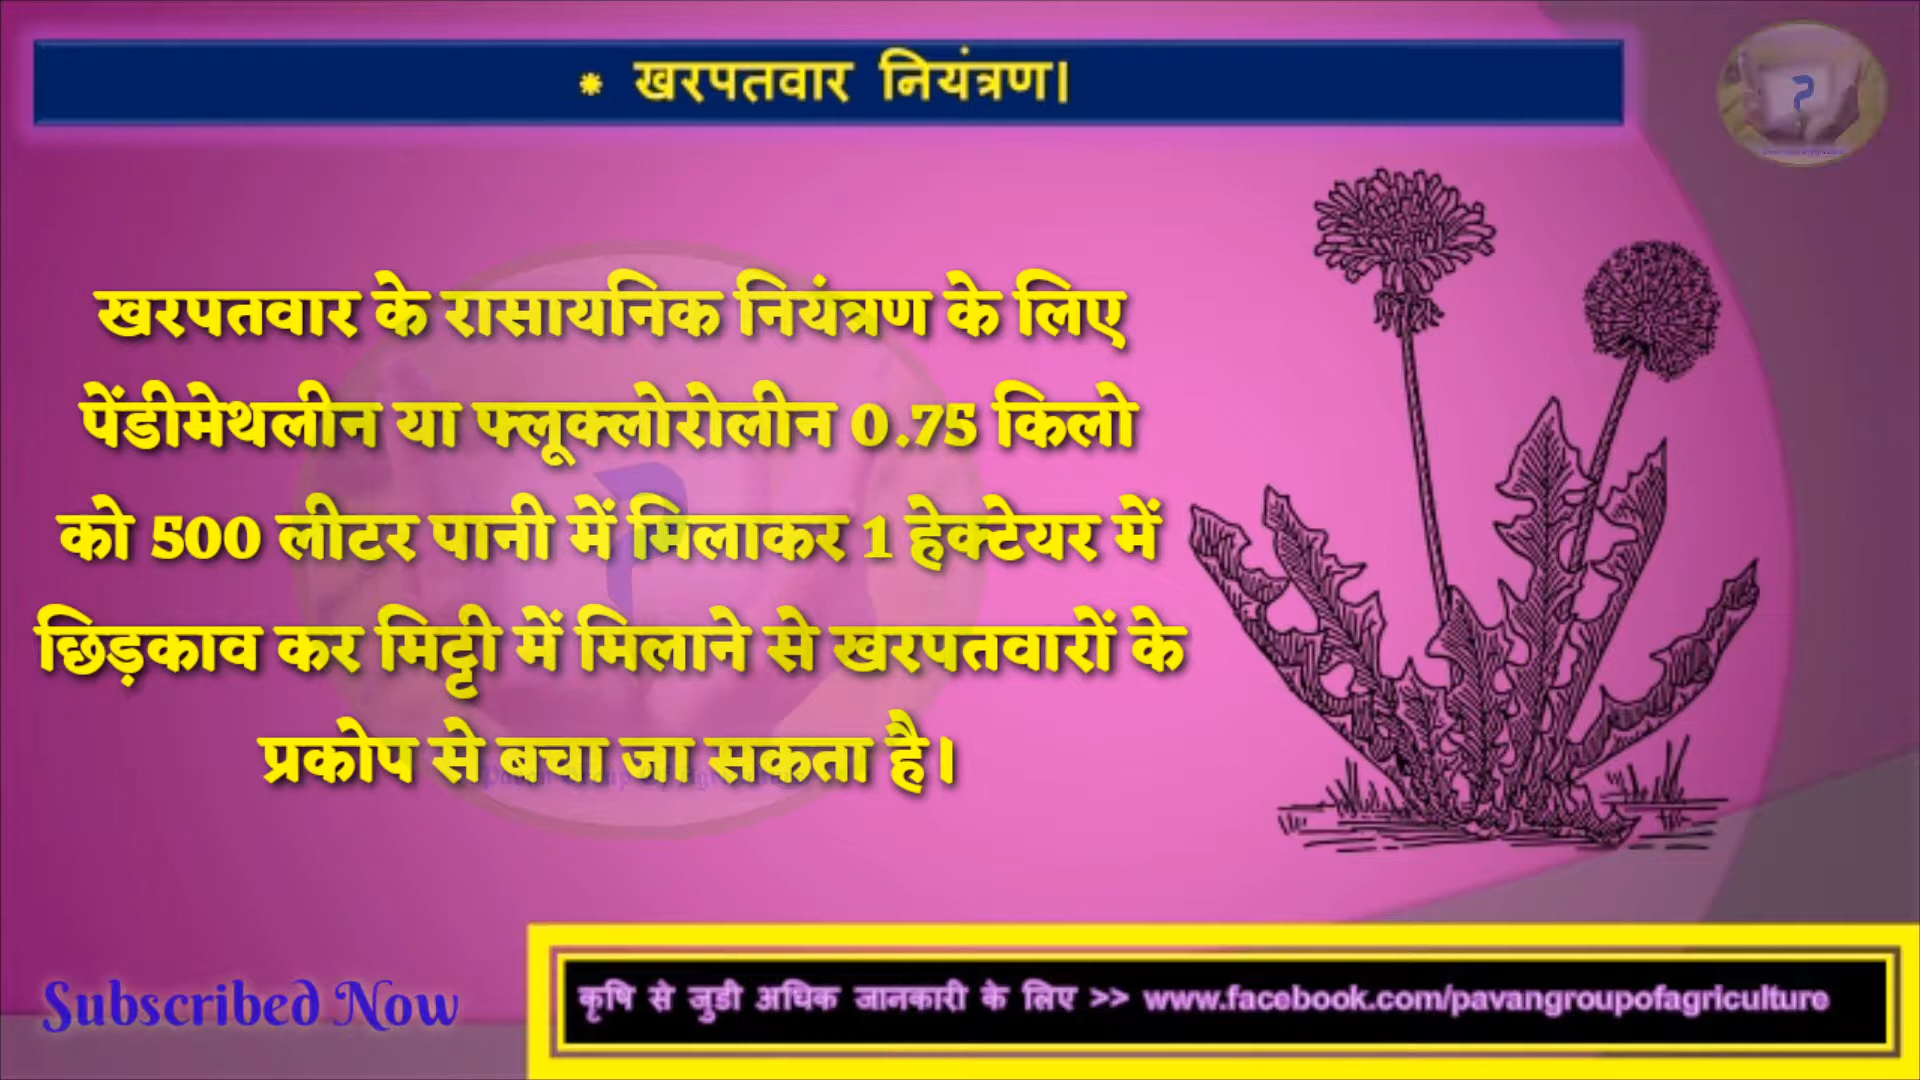 * खरपतवार नियंत्रण।
खरपतवार के रासायनिक नियंत्रण के लिए
पेंडीमेथलीन या फ्लूक्लोरोलीन 0.75 किलो
को 500 लीटर पानी में मिलाकर 1 हेक्टेयर में
छिड़काव कर मिट्टी में मिलाने से खरपतवारों के
प्रकोप से बचा जा सकता है।
Subscribed Now
कृषि से जुडी अधिक जानकारी के लिए >> www.facebook.com/pavangroupofagriculture